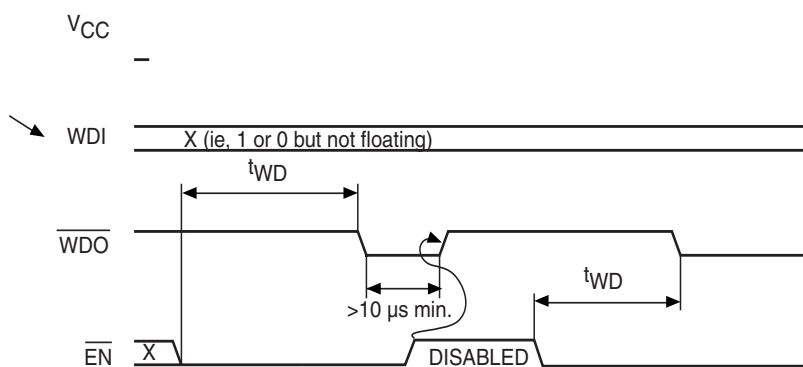 VCC
WDI
X (ie, 1 or 0 but not floating)
tWD
WDO
>10 µs min.
tWD
EN
X
DISABLED